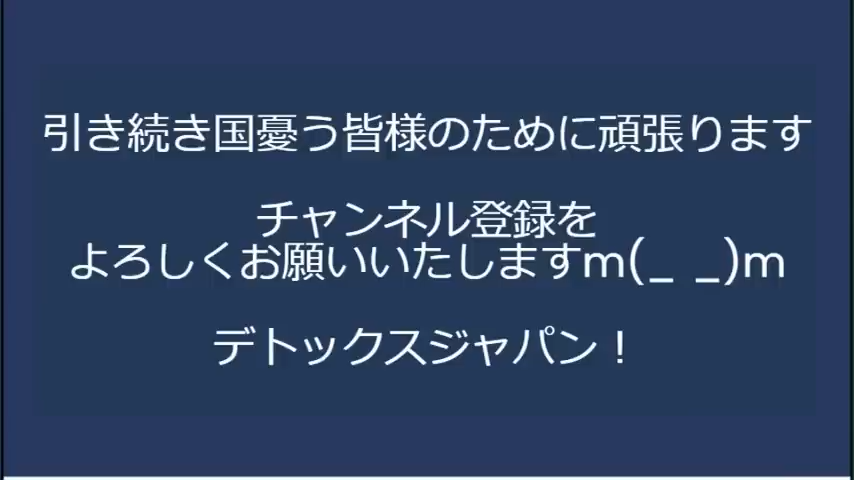 引き続き国憂う皆様のために頑張ります
チャンネル登録を
よろしくお願いいたしますm(_ _)m
デトックスジャパン！